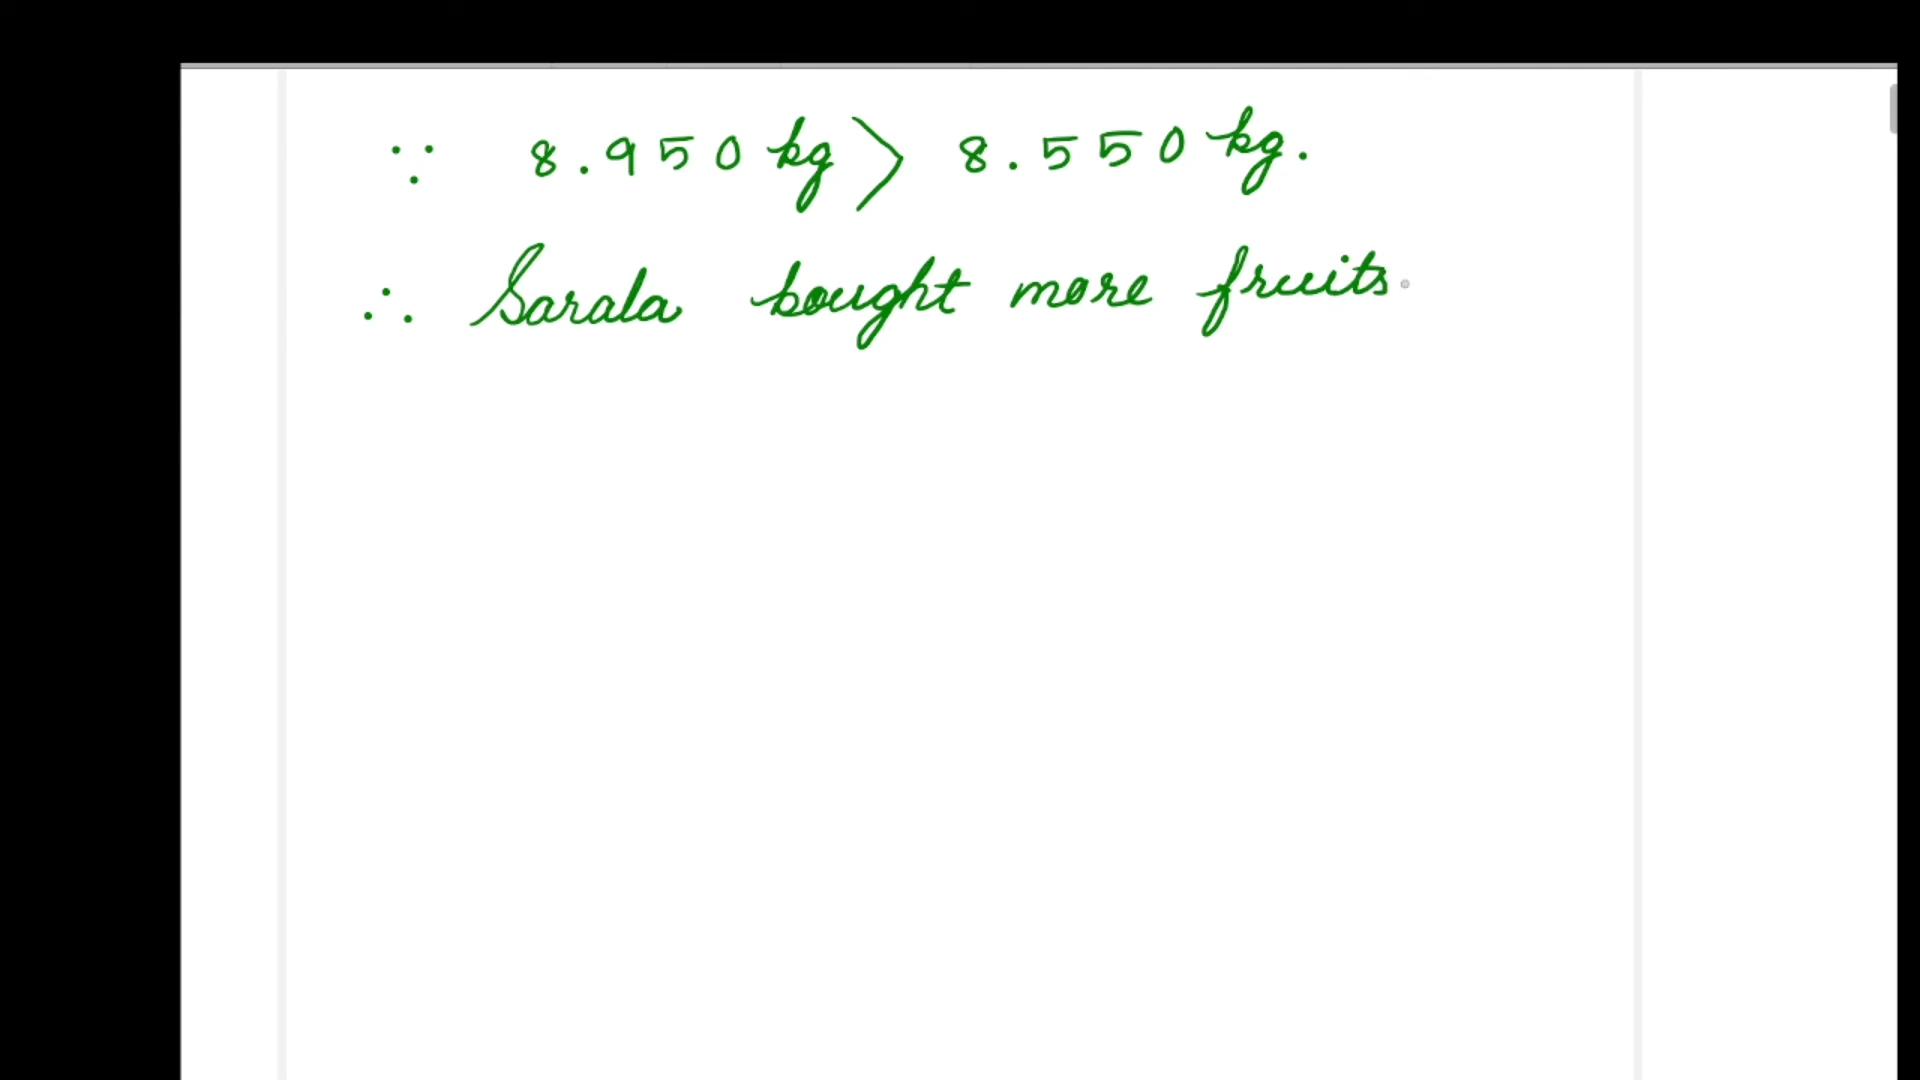 ∵ 8.950 kg > 8.550 kg.
∴ Sarala bought more fruits.